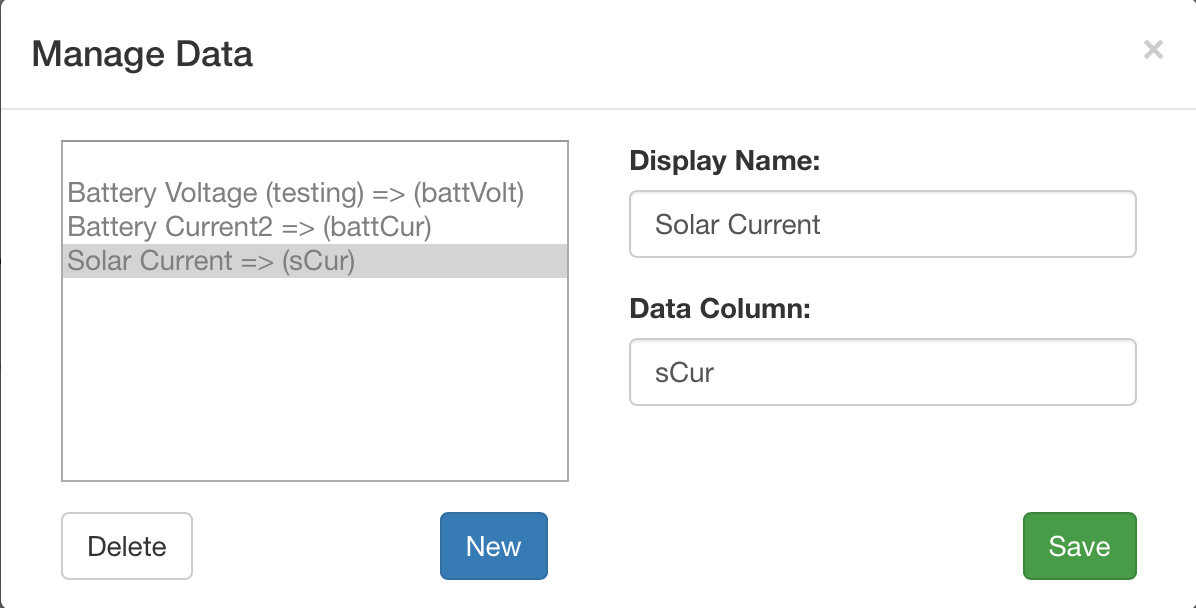 Manage Data
×
Battery Voltage (testing) => (battVolt)
Battery Current2 => (battCur)
Solar Current => (sCur)
Display Name:
Solar Current
Data Column:
sCur
Delete
New
Save